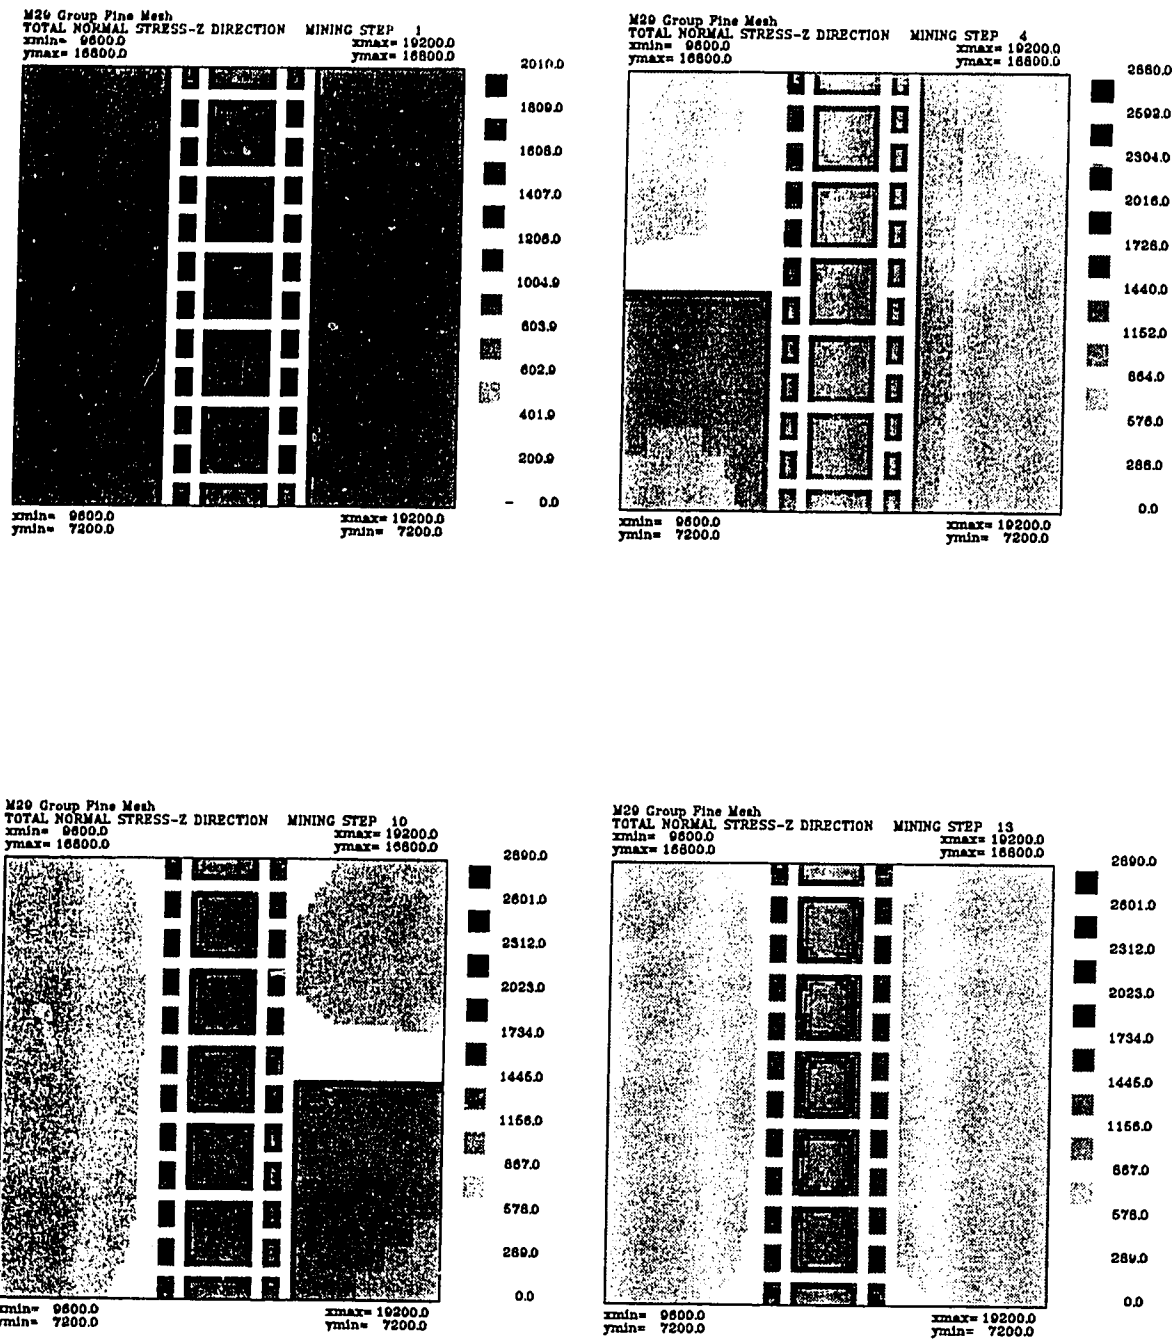 M29 Group Fine Mesh
TOTAL NORMAL STRESS-Z DIRECTION MINING STEP 1
xmin= 9600.0 xmax= 19200.0
ymax= 16800.0 ymax= 16800.0
2010.0
1809.0
1608.0
1407.0
1206.0
1004.9
803.9
602.9
401.9
200.9
0.0
xmin= 9600.0 xmax= 19200.0
ymin= 7200.0 ymin= 7200.0
M29 Group Fine Mesh
TOTAL NORMAL STRESS-Z DIRECTION MINING STEP 4
xmin= 9600.0 xmax= 19200.0
ymax= 16800.0 ymax= 16800.0
2880.0
2592.0
2304.0
2016.0
1728.0
1440.0
1152.0
864.0
576.0
288.0
0.0
xmin= 9600.0 xmax= 19200.0
ymin= 7200.0 ymin= 7200.0
M29 Group Fine Mesh
TOTAL NORMAL STRESS-Z DIRECTION MINING STEP 10
xmin= 9600.0 xmax= 19200.0
ymax= 16800.0 ymax= 16800.0
2890.0
2601.0
2312.0
2023.0
1734.0
1445.0
1156.0
867.0
578.0
289.0
0.0
xmin= 9600.0 xmax= 19200.0
ymin= 7200.0 ymin= 7200.0
M29 Group Fine Mesh
TOTAL NORMAL STRESS-Z DIRECTION MINING STEP 13
xmin= 9600.0 xmax= 19200.0
ymax= 16800.0 ymax= 16800.0
2890.0
2601.0
2312.0
2023.0
1734.0
1445.0
1156.0
867.0
578.0
289.0
0.0
xmin= 9600.0 xmax= 19200.0
ymin= 7200.0 ymin= 7200.0